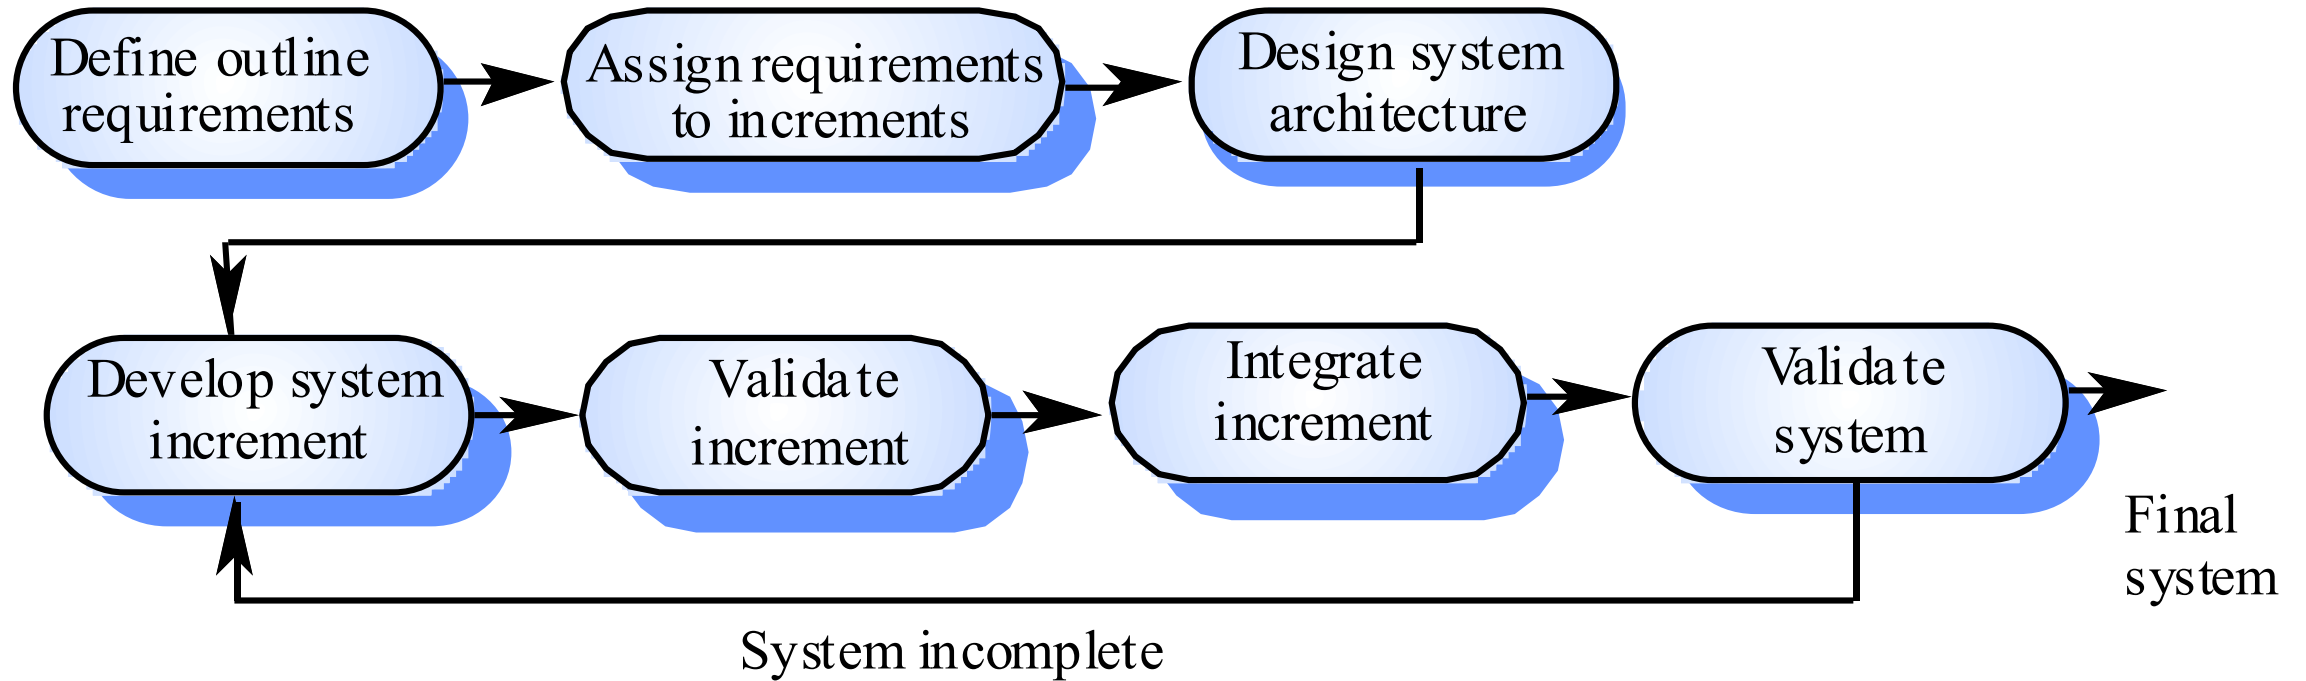 Define outline
requirements
Assign requirements
to increments
Design system
architecture
Develop system
increment
Validate
increment
Integrate
increment
Validate
system
Final
system
System incomplete